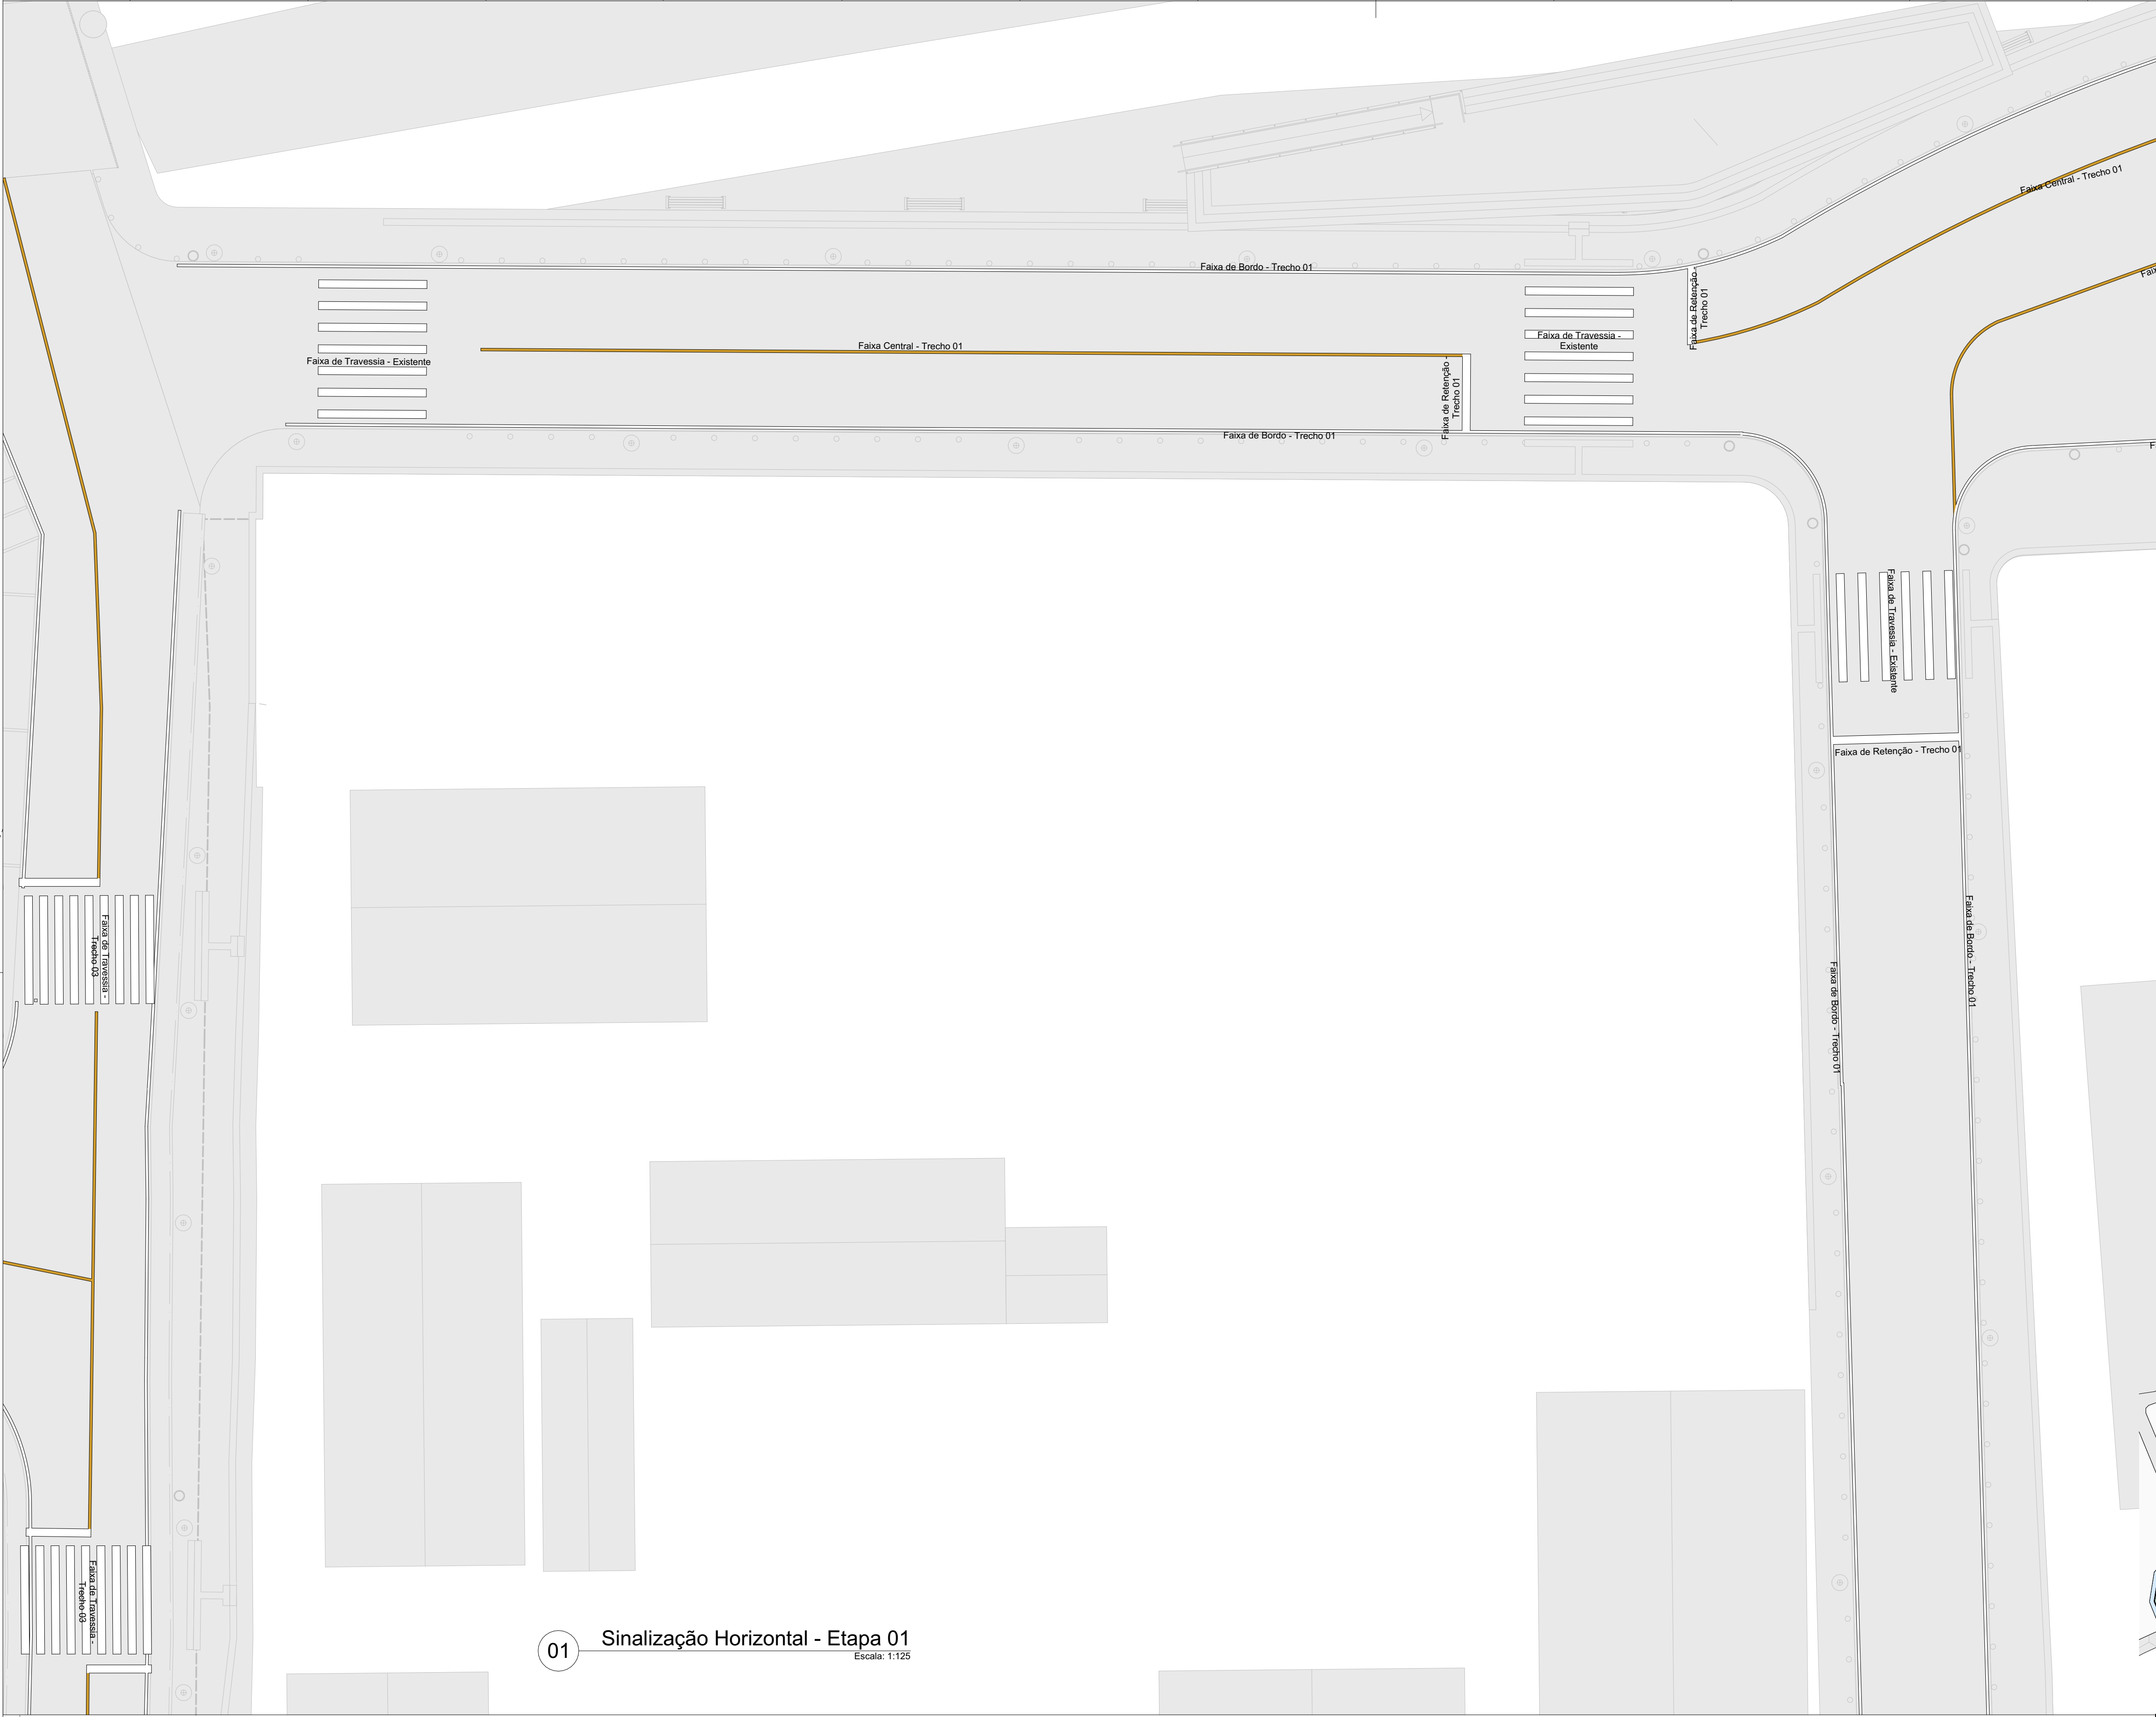 Faixa Central - Trecho 01
Faixa de Bordo - Trecho 01
Faixa de Retenção -
Trecho 01
Faixa de Travessia -
Existente
Faixa Central - Trecho 01
Faixa de Travessia - Existente
Faixa de Retenção -
Trecho 01
Faixa de Bordo - Trecho 01
Faixa de Travessia - Existente
Faixa de Retenção - Trecho 01
Faixa de Travessia -
Trecho 03
Faixa de Bordo - Trecho 01
Faixa de Bordo - Trecho 01
Faixa de Travessia -
Trecho 03
01
Sinalização Horizontal - Etapa 01
Escala: 1:125